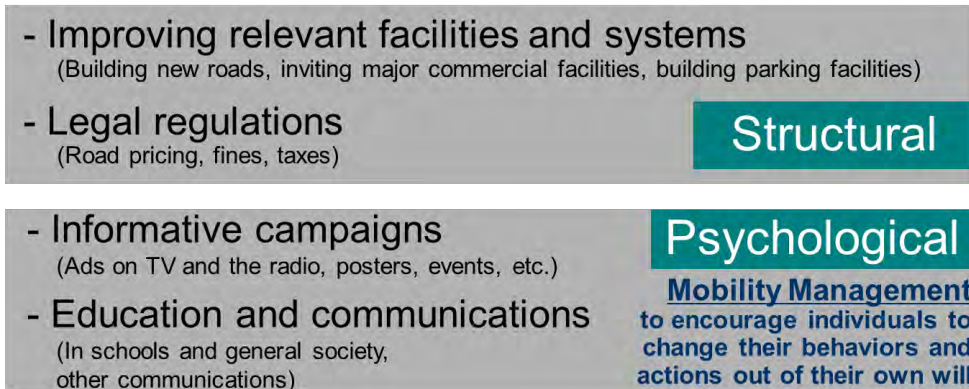 - Improving relevant facilities and systems
(Building new roads, inviting major commercial facilities, building parking facilities)
- Legal regulations
(Road pricing, fines, taxes)
Structural
- Informative campaigns
(Ads on TV and the radio, posters, events, etc.)
- Education and communications
(In schools and general society,
other communications)
Psychological
Mobility Management
to encourage individuals to
change their behaviors and
actions out of their own will